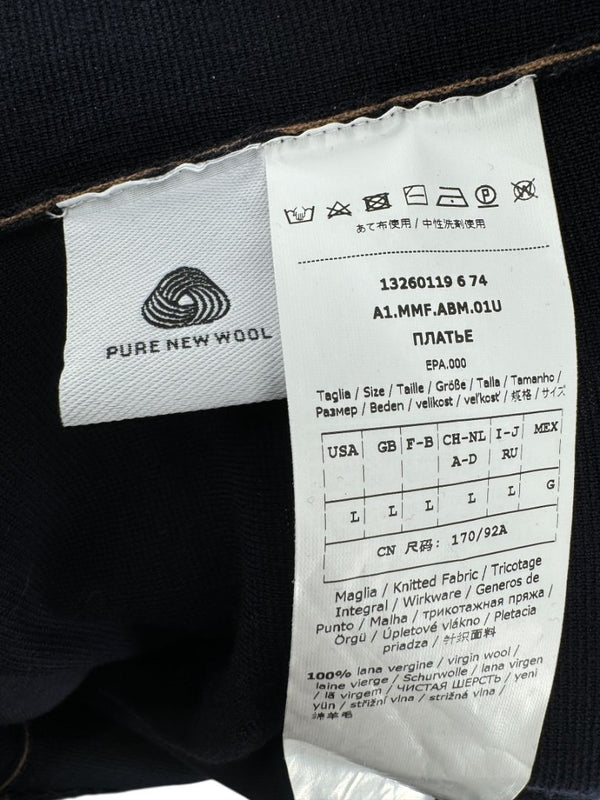 PURE NEW WOOL
P
W
あて布使用 / 中性洗剤使用
13260119 6 74
A1.MMF.ABM.01U
ПЛАТЬЕ
EPA.000
Taglia / Size / Taille / Größe / Talla / Tamanho /
Размер / Beden / velikost / veľkosť / 规格 / サイズ
USA GB F-B CH-NL I-J MEX
A-D RU
L L L L L G
CN 尺码: 170/92A
Maglia / Knitted Fabric / Tricotage
Integral / Wirkware / Generos de
Punto / Malha / трикотажная пряжа /
Örgü / Úpletové vlákno / Pletacia
priadza / 针织面料
100% lana vergine / virgin wool /
laine vierge / Schurwolle / lana virgen
/ lã virgem / ЧИСТАЯ ШЕРСТЬ / yeni
yün / střižní vlna / strižná vlna /
绵羊毛